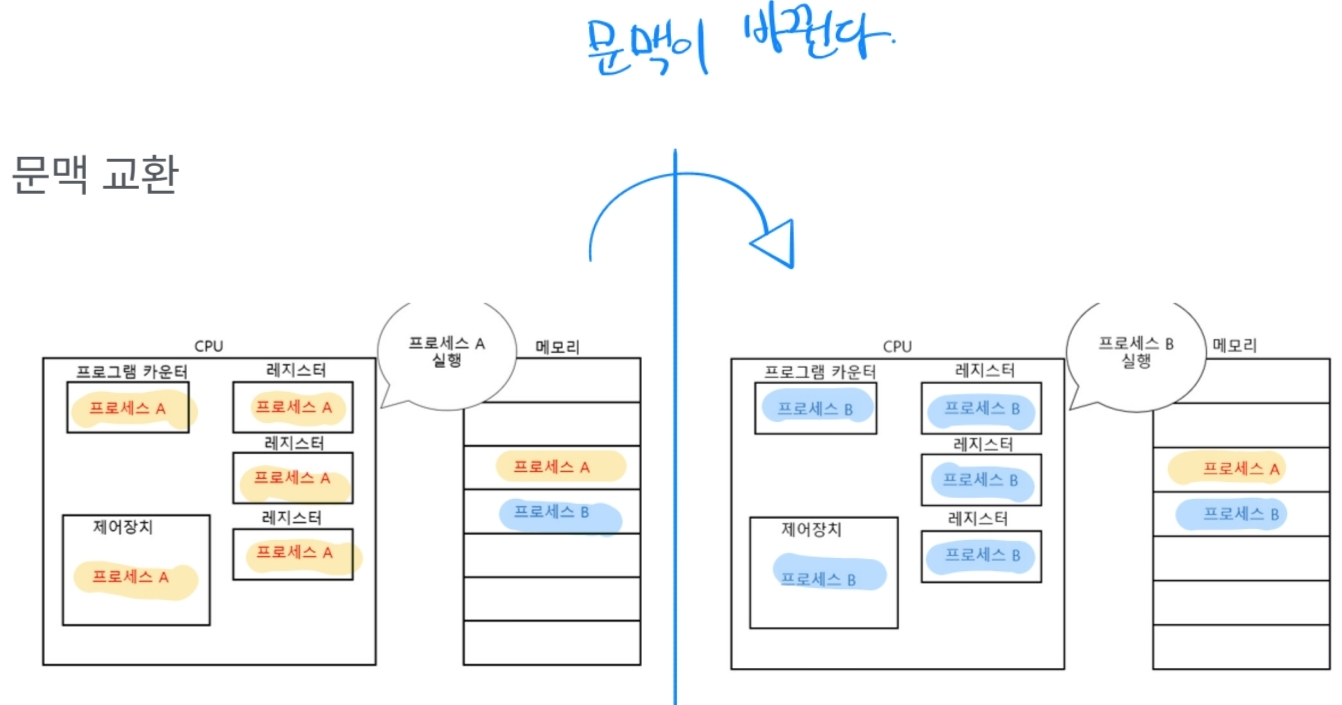 문맥이 바뀐다.
문맥 교환
CPU
프로세스 A
실행
메모리
프로그램 카운터
레지스터
프로세스 A
프로세스 A
레지스터
프로세스 A
프로세스 A
프로세스 B
제어장치
레지스터
프로세스 A
프로세스 A
CPU
프로세스 B
실행
메모리
프로그램 카운터
레지스터
프로세스 B
프로세스 B
레지스터
프로세스 B
프로세스 A
프로세스 B
제어장치
레지스터
프로세스 B
프로세스 B